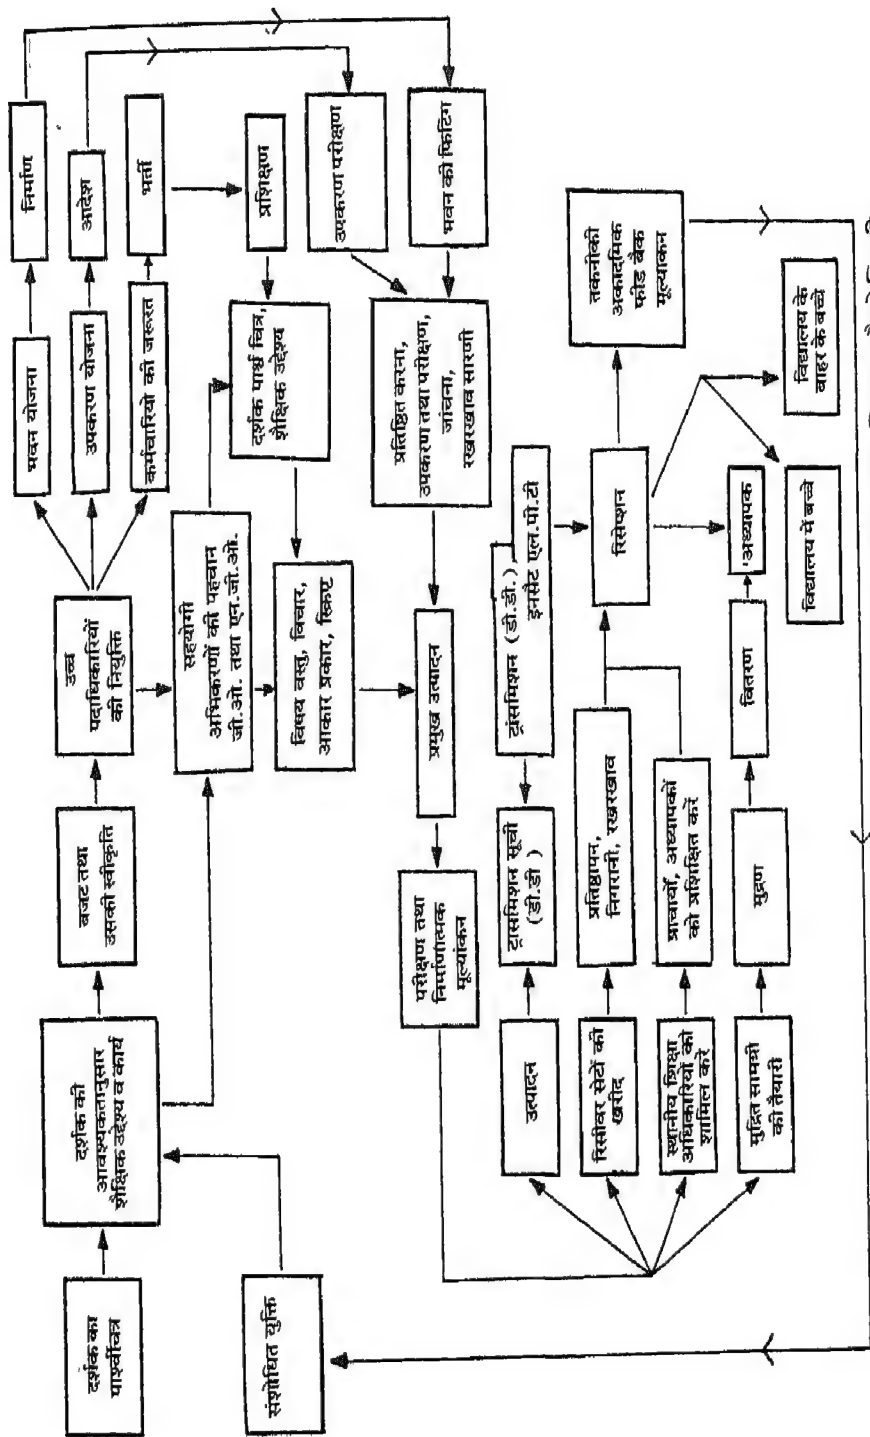 दर्शक का
पार्श्वचित्र
दर्शक की
आवश्यकतानुसार
शैक्षिक उद्देश्य व कार्य
बजट तथा
उसकी स्वीकृति
उच्च
पदाधिकारियों
की नियुक्ति
भवन योजना
निर्माण
उपकरण योजना
आदेश
कर्मचारियों की जरूरत
भर्ती
संशोधित युक्ति
सहयोगी
अभिकरणों की पहचान
जी.ओ. तथा एन.जी.ओ.
दर्शक पार्श्व चित्र,
शैक्षिक उद्देश्य
प्रशिक्षण
विषय वस्तु, विचार,
आकार प्रकार, स्क्रिप्ट
उपकरण परीक्षण
परीक्षण तथा
निर्माणात्मक
मूल्यांकन
प्रमुख उत्पादन
प्रतिष्ठित करना,
उपकरण तथा परीक्षण,
जांचना,
रखरखाव सारणी
भवन की फिटिंग
उत्पादन
ट्रांसमिशन सूची
(डी.डी )
ट्रांसमिशन (डी.डी.)
इनसैट एल.पी.टी
रिसीवर सेटों की
खरीद
प्रतिष्ठापन,
निगरानी, रखरखाव
रिसेप्शन
तकनीकी
अकादमिक
फीड बैक
मूल्यांकन
स्थानीय शिक्षा
अधिकारियों को
शामिल करे
प्राचार्यो, अध्यापकों
को प्रशिक्षित करें
मुद्रित सामग्री
की तैयारी
मुद्रण
वितरण
'अध्यापक
विद्यालय में बच्चे
विद्यालय के
बाहर के बच्चे